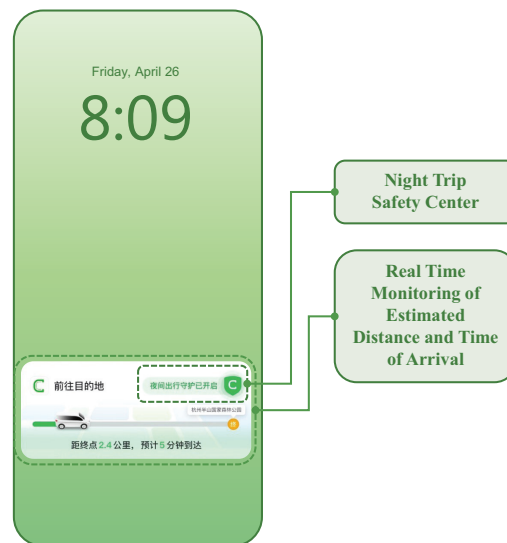 Friday, April 26
8:09
Night Trip
Safety Center
Real Time
Monitoring of
Estimated
Distance and Time
of Arrival
C 前往目的地
夜间出行守护已开启 C
杭州半山国家森林公园
终
距终点2.4公里，预计5分钟到达